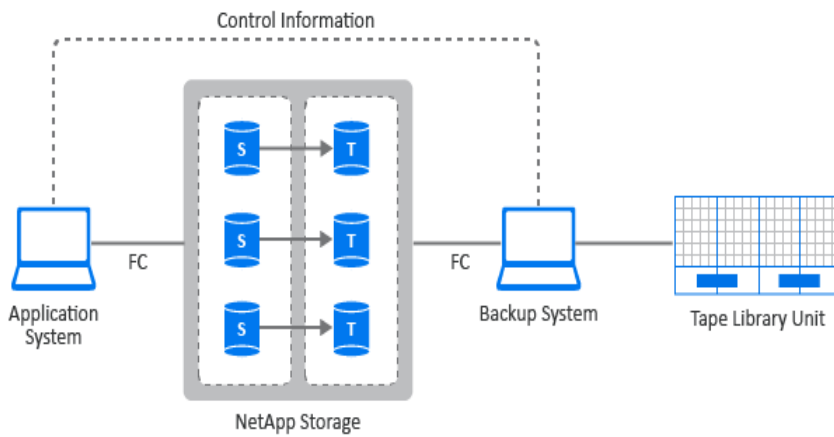 Control Information
S
T
S
T
FC
FC
S
T
Application
System
Backup System
Tape Library Unit
NetApp Storage